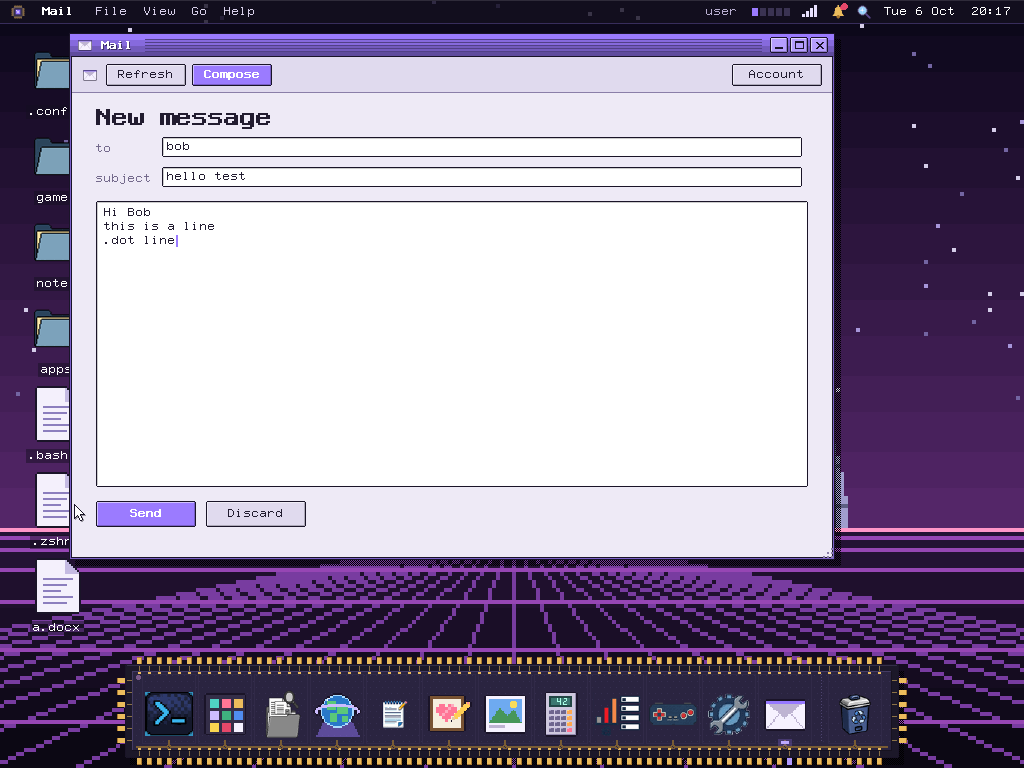 Mail File View Go Help user Tue 6 Oct 20:17
Mail
Refresh Compose Account
New message
to bob
subject hello test
Hi Bob
this is a line
.dot line
Send Discard
.conf
game
note
apps
.bash
.zshr
a.docx
42